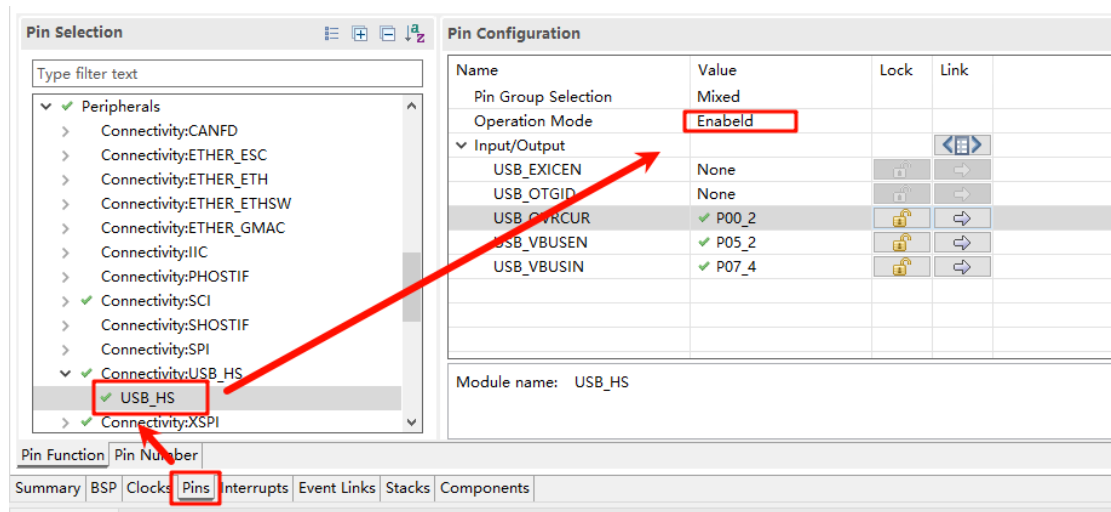 Pin Selection
Type filter text
Peripherals
Connectivity:CANFD
Connectivity:ETHER_ESC
Connectivity:ETHER_ETH
Connectivity:ETHER_ETHSW
Connectivity:ETHER_GMAC
Connectivity:IIC
Connectivity:PHOSTIF
Connectivity:SCI
Connectivity:SHOSTIF
Connectivity:SPI
Connectivity:USB_HS
USB_HS
Connectivity:XSPI
Pin Configuration
Name Value Lock Link
Pin Group Selection Mixed
Operation Mode Enabeld
Input/Output
USB_EXICEN None
USB_OTGID None
USB_OVRCUR P00_2
USB_VBUSEN P05_2
USB_VBUSIN P07_4
Module name: USB_HS
Pin Function Pin Number
Summary BSP Clocks Pins Interrupts Event Links Stacks Components